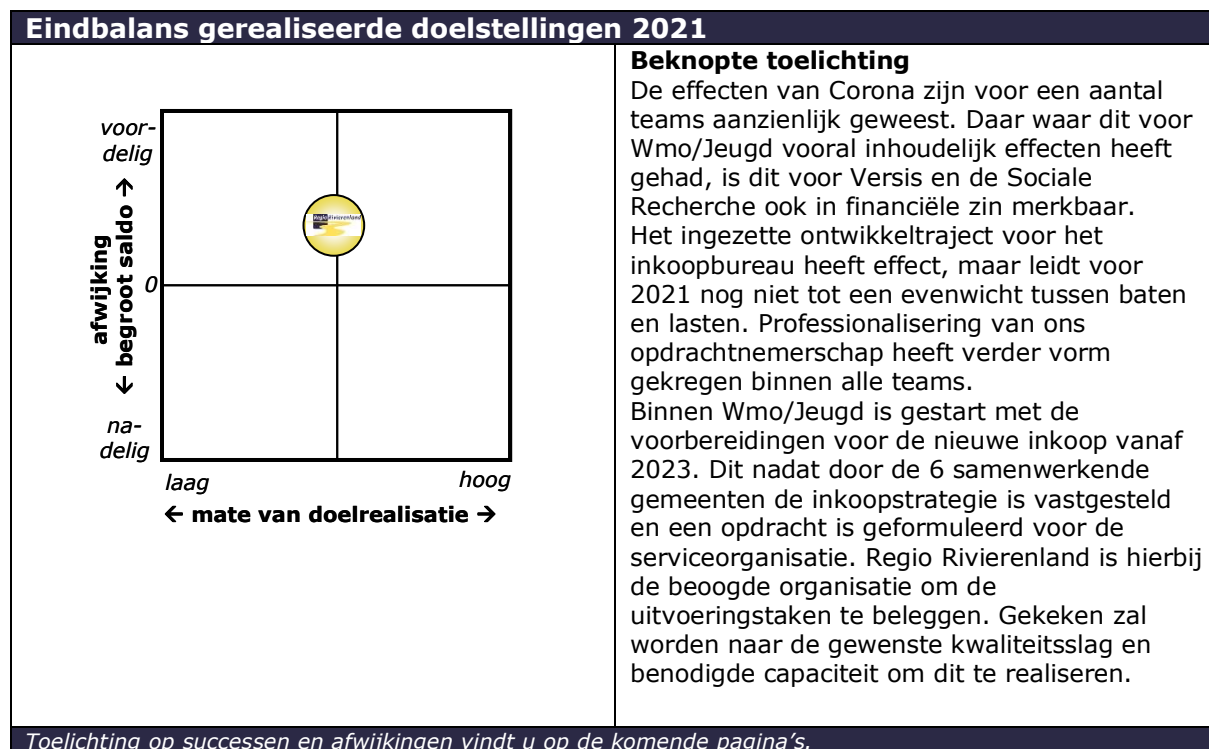 Eindbalans gerealiseerde doelstellingen 2021
voor-
delig
afwijking
← begroot saldo →
0
na-
delig
laag
hoog
← mate van doelrealisatie →
Regio Rivierenland
Beknopte toelichting
De effecten van Corona zijn voor een aantal
teams aanzienlijk geweest. Daar waar dit voor
Wmo/Jeugd vooral inhoudelijk effecten heeft
gehad, is dit voor Versis en de Sociale
Recherche ook in financiële zin merkbaar.
Het ingezette ontwikkeltraject voor het
inkoopbureau heeft effect, maar leidt voor
2021 nog niet tot een evenwicht tussen baten
en lasten. Professionalisering van ons
opdrachtnemerschap heeft verder vorm
gekregen binnen alle teams.
Binnen Wmo/Jeugd is gestart met de
voorbereidingen voor de nieuwe inkoop vanaf
2023. Dit nadat door de 6 samenwerkende
gemeenten de inkoopstrategie is vastgesteld
en een opdracht is geformuleerd voor de
serviceorganisatie. Regio Rivierenland is hierbij
de beoogde organisatie om de
uitvoeringstaken te beleggen. Gekeken zal
worden naar de gewenste kwaliteitsslag en
benodigde capaciteit om dit te realiseren.
Toelichting op successen en afwijkingen vindt u op de komende pagina's.